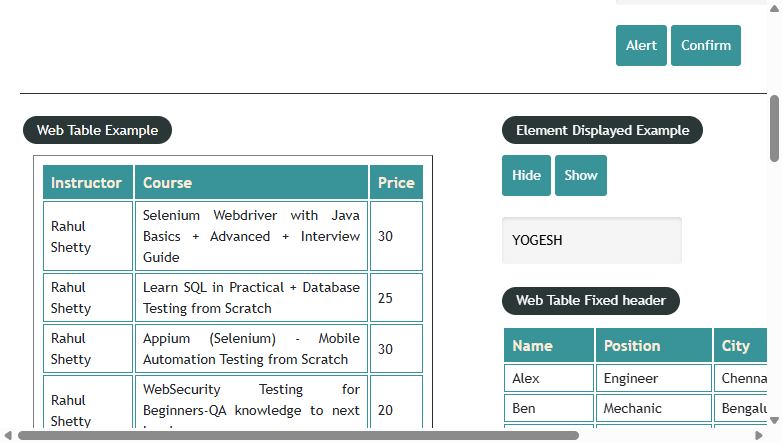 Alert Confirm
Web Table Example
Instructor Course Price
Rahul Shetty
Selenium Webdriver with Java
Basics + Advanced + Interview
Guide
30
Rahul Shetty
Learn SQL in Practical + Database
Testing from Scratch
25
Rahul Shetty
Appium (Selenium) - Mobile
Automation Testing from Scratch
30
Rahul Shetty
WebSecurity Testing for
Beginners-QA knowledge to next
20
Element Displayed Example
Hide Show
YOGESH
Web Table Fixed header
Name Position City
Alex Engineer Chenna
Ben Mechanic Bengalu